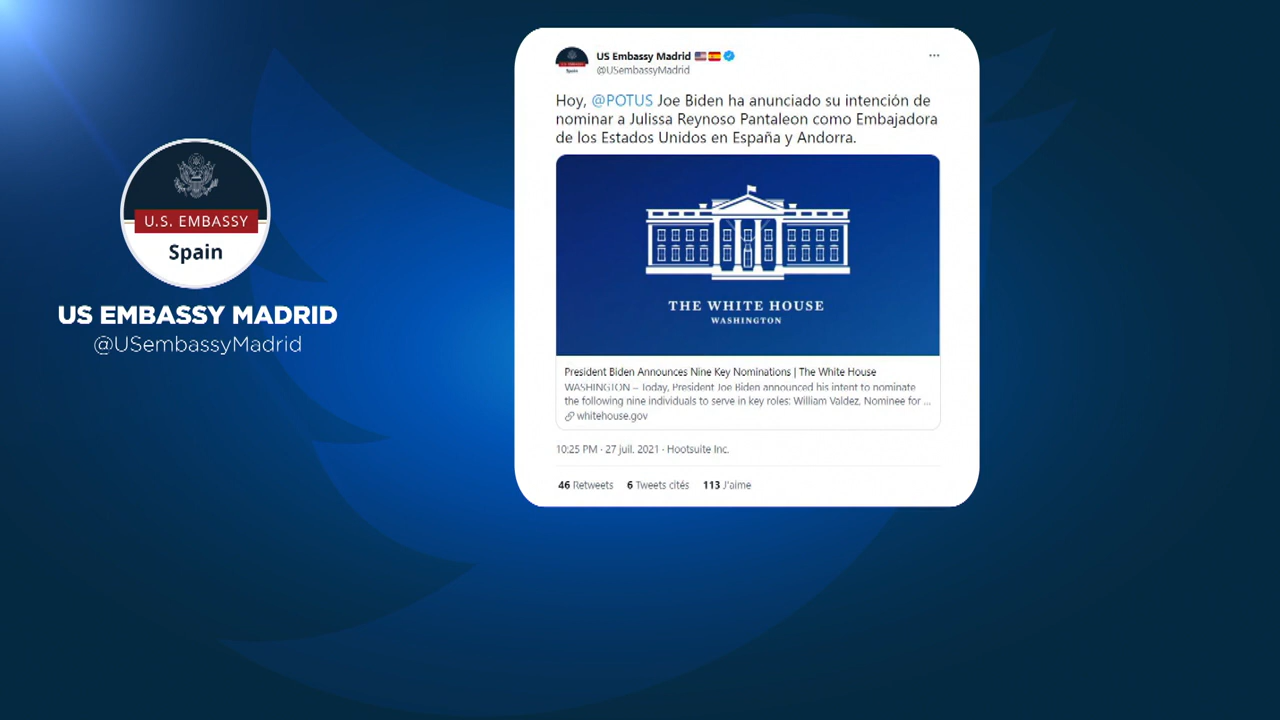 U.S. EMBASSY
Spain
US EMBASSY MADRID
@USembassyMadrid
US Embassy Madrid
@USembassyMadrid
Hoy, @POTUS Joe Biden ha anunciado su intención de
nominar a Julissa Reynoso Pantaleon como Embajadora
de los Estados Unidos en España y Andorra.
THE WHITE HOUSE
WASHINGTON
President Biden Announces Nine Key Nominations | The White House
WASHINGTON – Today, President Joe Biden announced his intent to nominate
the following nine individuals to serve in key roles: William Valdez, Nominee for ...
whitehouse.gov
10:25 PM · 27 juil. 2021 · Hootsuite Inc.
46 Retweets 6 Tweets cités 113 J'aime